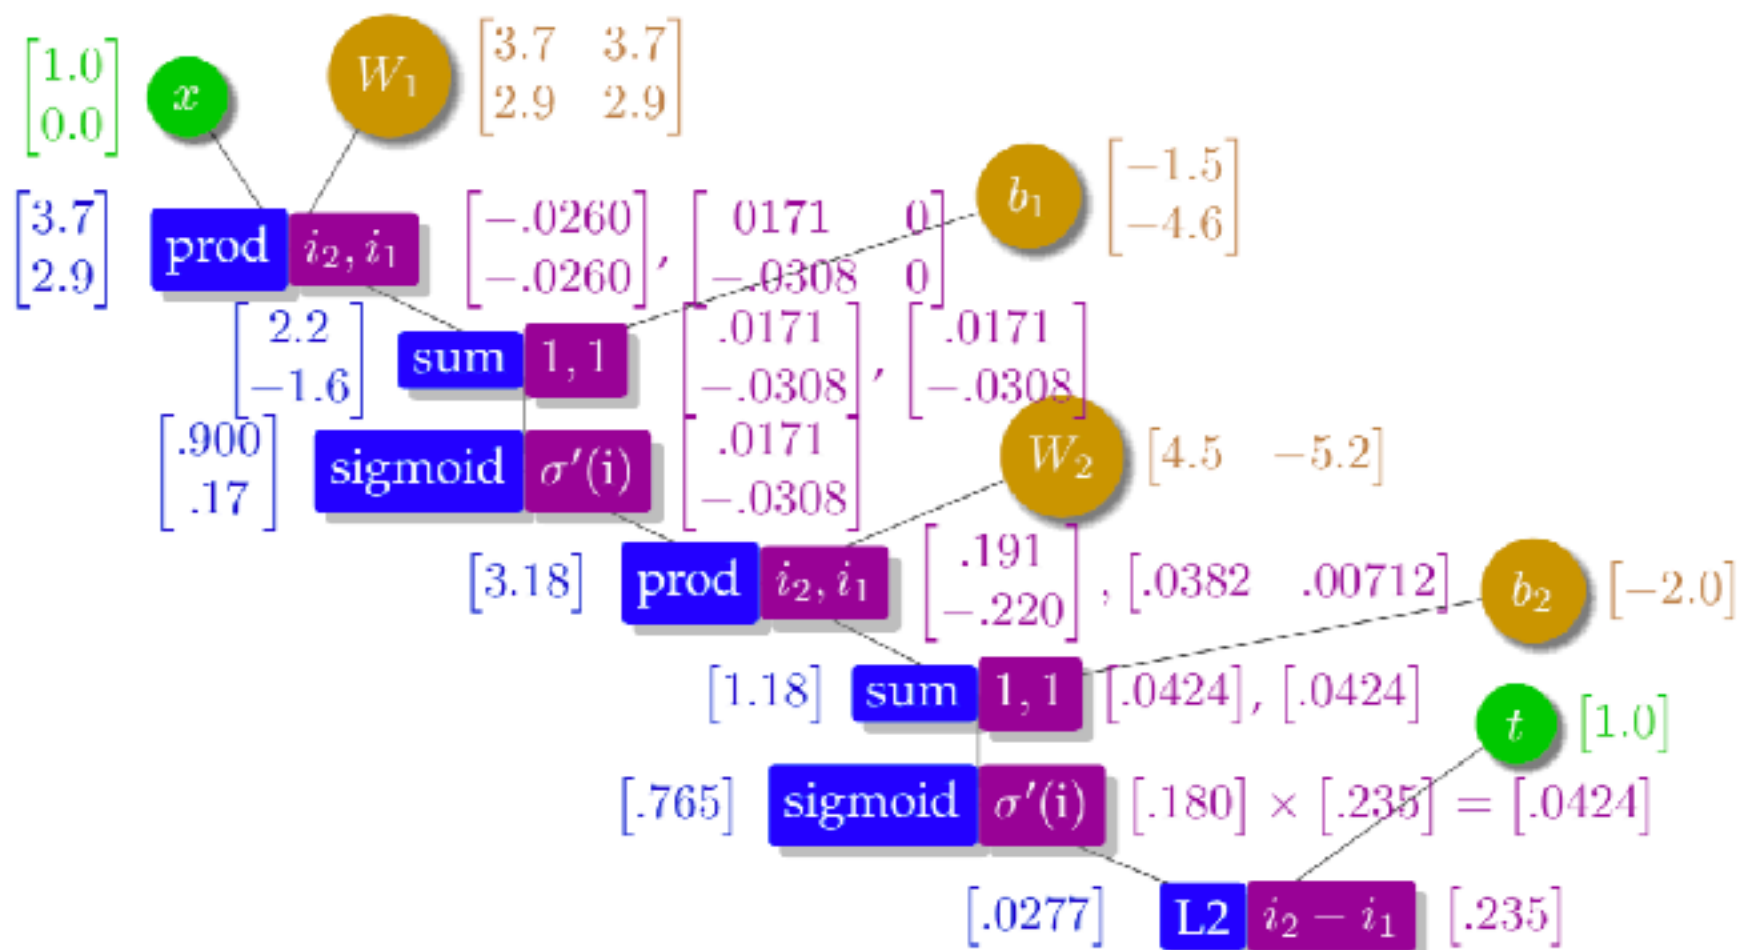 [1.0 0.0] x W₁ [3.7 3.7 2.9 2.9]
b₁ [−1.5 −4.6]
[3.7 2.9] prod i₂, i₁ [−.0260 −.0260], [0171 0 −.0308 0]
[2.2 −1.6] sum 1, 1 [.0171 −.0308], [.0171 −.0308]
[.900 .17] sigmoid σ′(i) [.0171 −.0308] W₂ [4.5 −5.2]
[3.18] prod i₂, i₁ [.191 −.220], [.0382 .00712] b₂ [−2.0]
[1.18] sum 1, 1 [.0424], [.0424] t [1.0]
[.765] sigmoid σ′(i) [.180] × [.235] = [.0424]
[.0277] L2 i₂ − i₁ [.235]